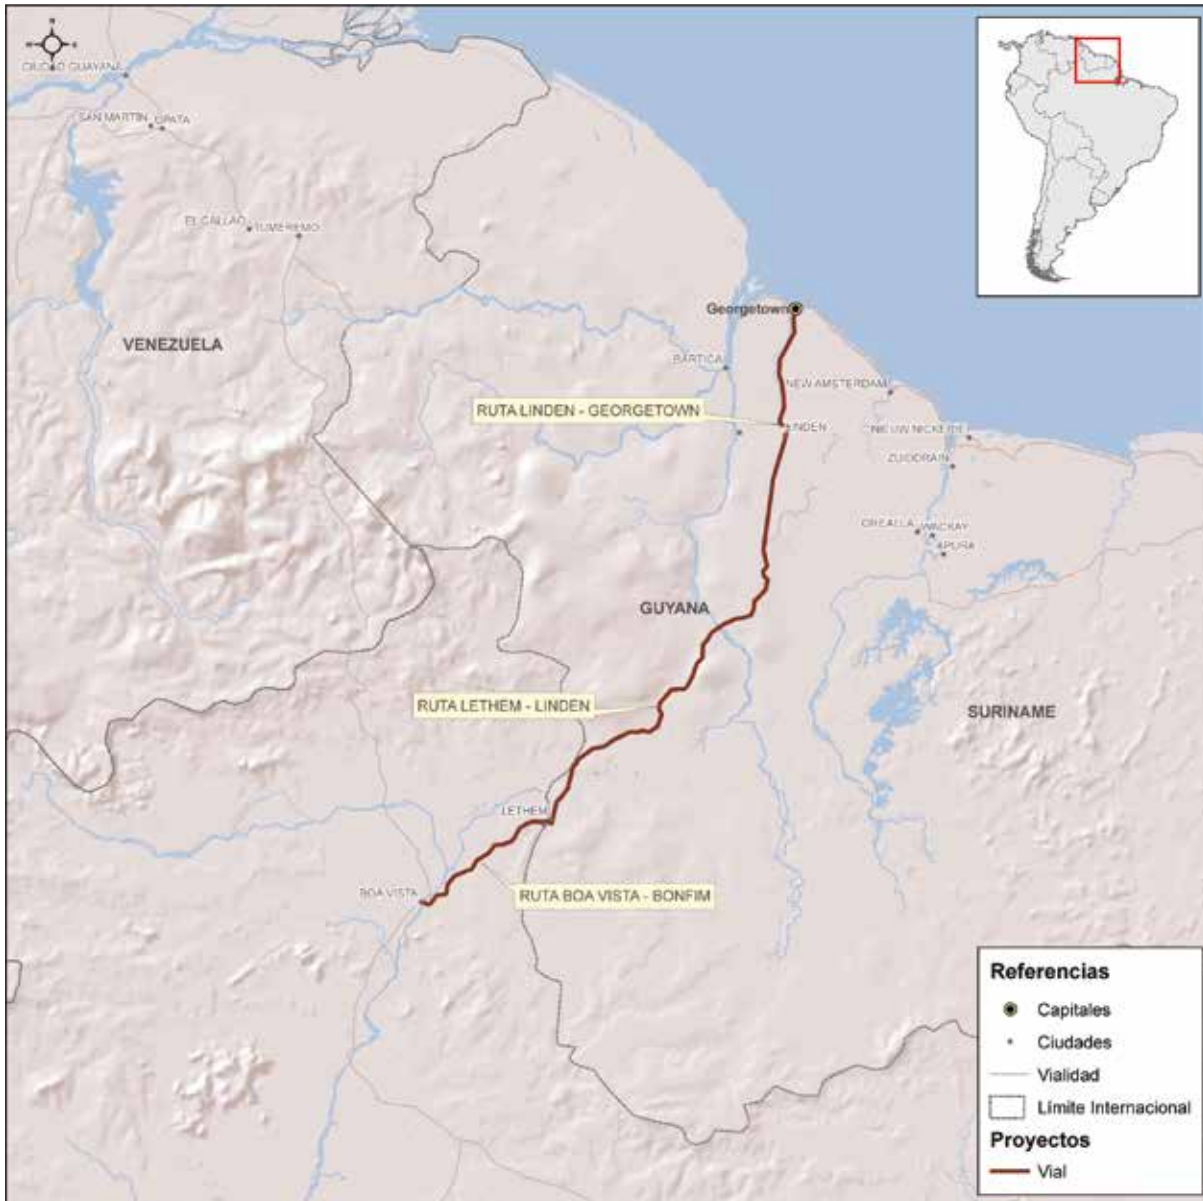 N
CIUDAD GUAYANA
SAN MARTIN
UPATA
EL CALLAO
TUMEREMO
Georgetown
VENEZUELA
BARTICA
NEW AMSTERDAM
RUTA LINDEN - GEORGETOWN
LINDEN
NIEUW NICKERIE
ZUIDDRAIN
OREALLA
WACKAY
APURA
GUYANA
RUTA LETHEM - LINDEN
SURINAME
LETHEM
BOA VISTA
RUTA BOA VISTA - BONFIM
Referencias
Capitales
Ciudades
Vialidad
Límite Internacional
Proyectos
Vial